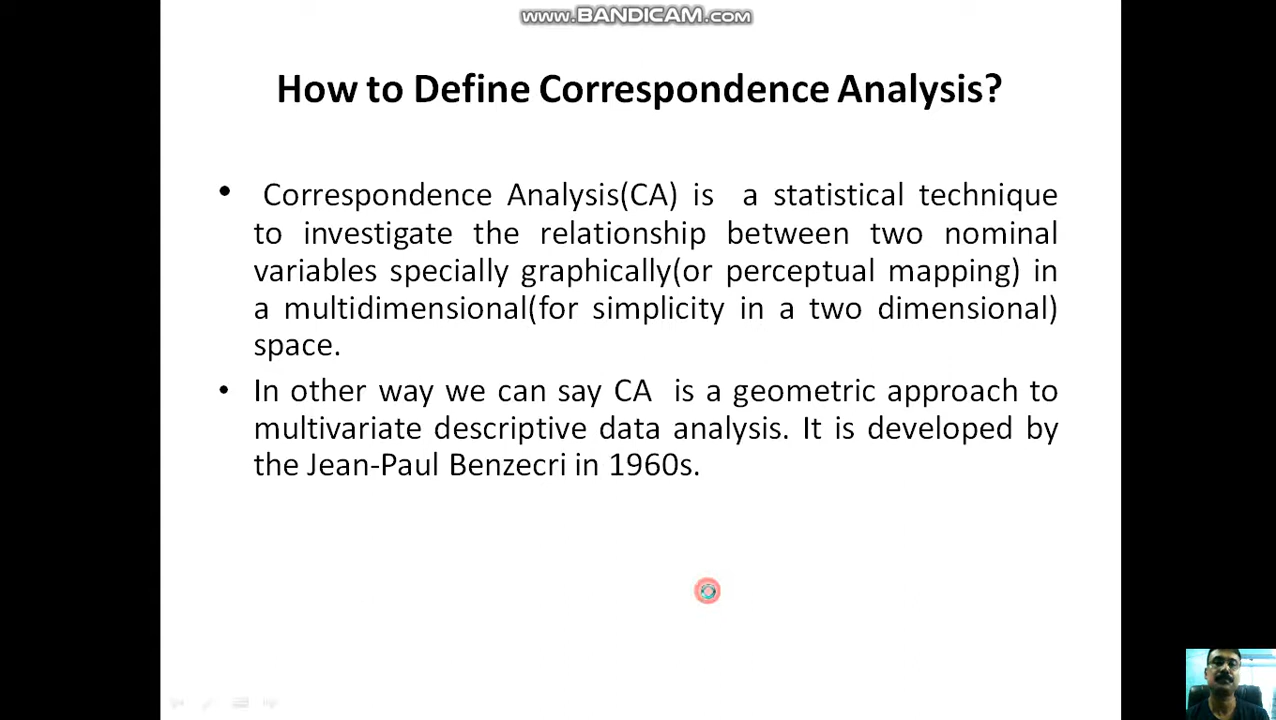 www.BANDICAM.com
How to Define Correspondence Analysis?
• Correspondence Analysis(CA) is a statistical technique
to investigate the relationship between two nominal
variables specially graphically(or perceptual mapping) in
a multidimensional(for simplicity in a two dimensional)
space.
• In other way we can say CA is a geometric approach to
multivariate descriptive data analysis. It is developed by
the Jean-Paul Benzecri in 1960s.